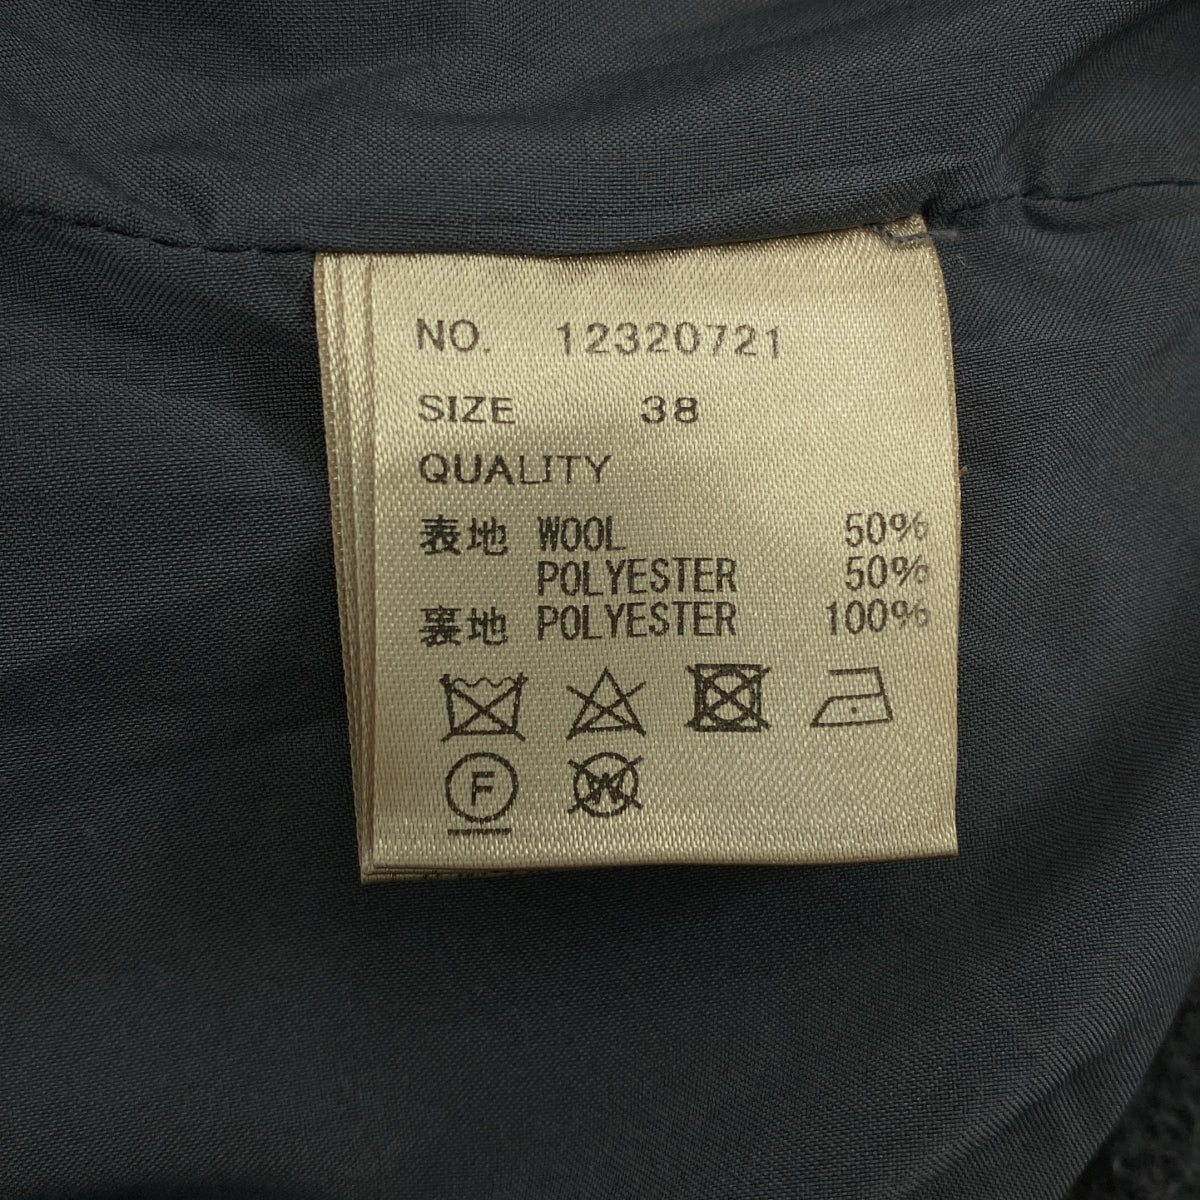 NO. 12320721
SIZE 38
QUALITY
表地 WOOL 50%
POLYESTER 50%
裏地 POLYESTER 100%
F W